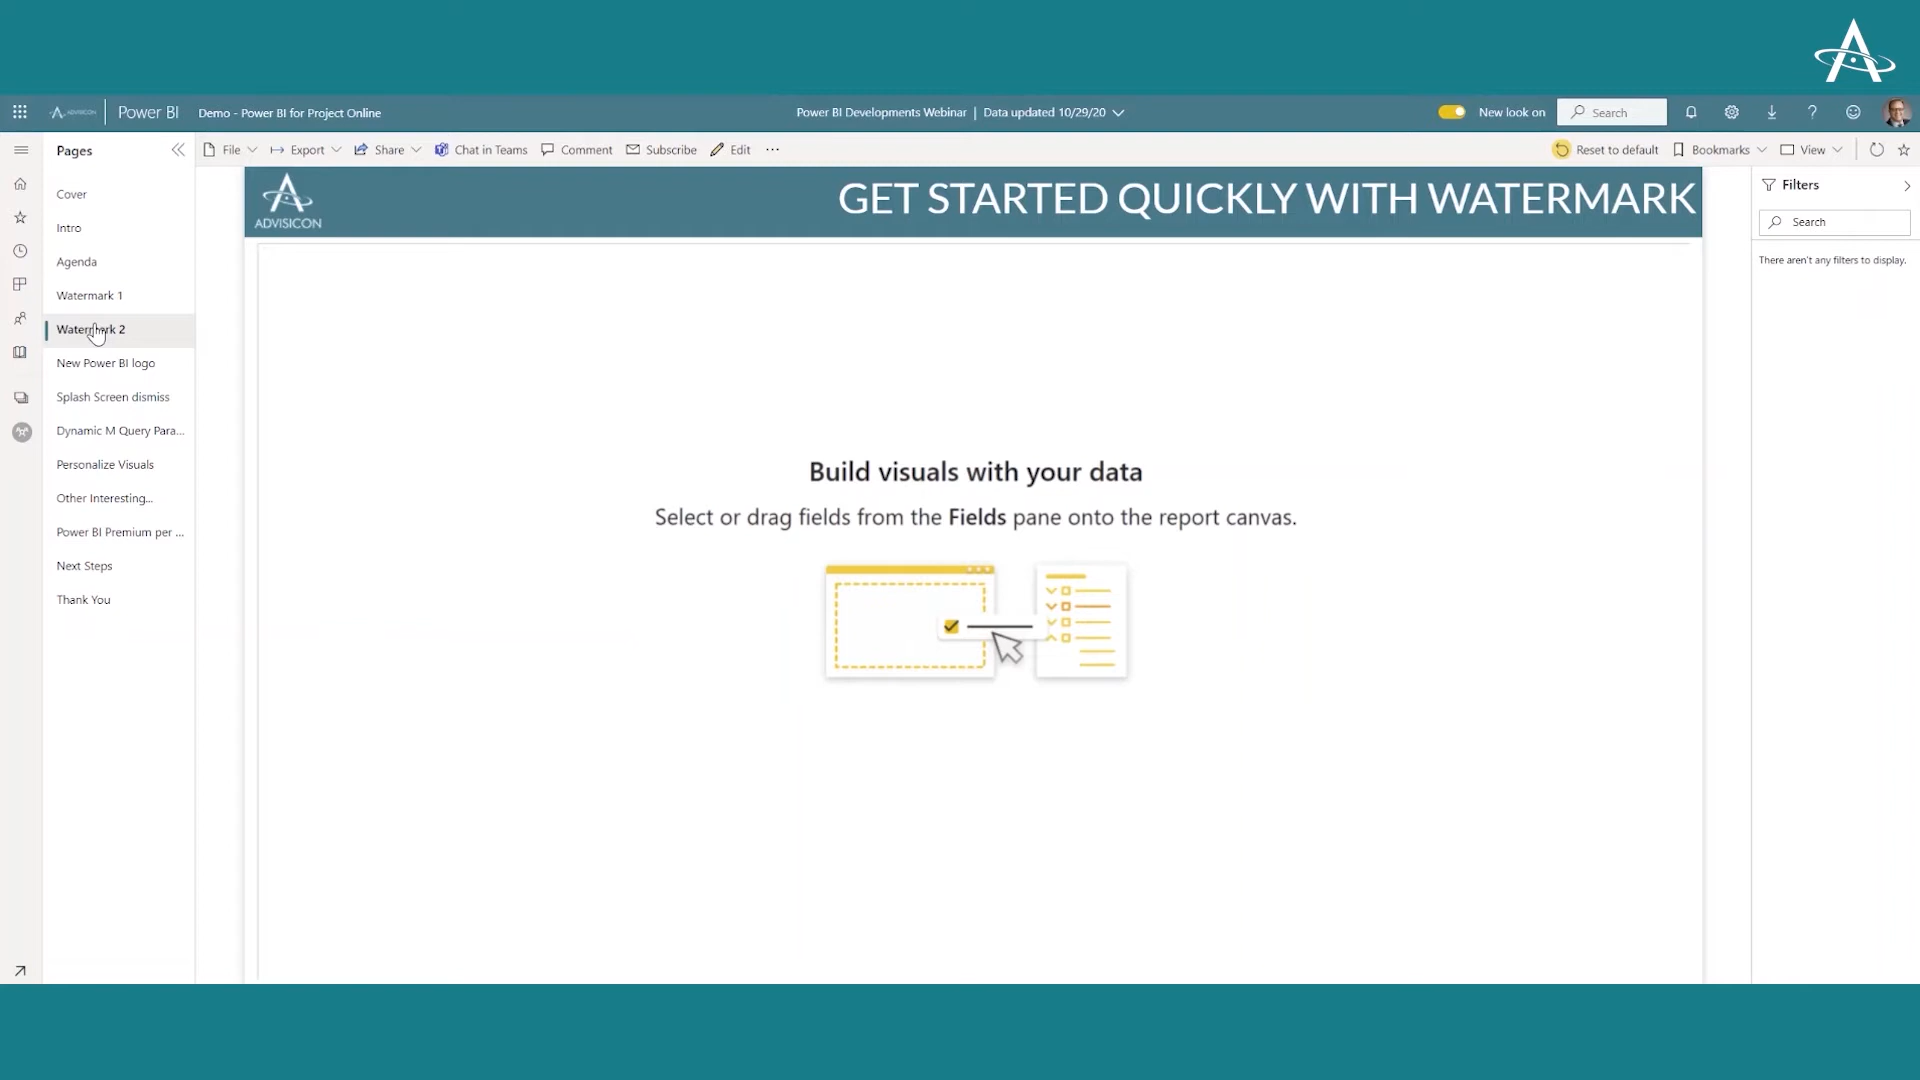 ADVISICON
Power BI
Demo - Power BI for Project Online
Power BI Developments Webinar | Data updated 10/29/20
New look on
Search
Pages
File
Export
Share
Chat in Teams
Comment
Subscribe
Edit
Reset to default
Bookmarks
View
Cover
Intro
Agenda
Watermark 1
Watermark 2
New Power BI logo
Splash Screen dismiss
Dynamic M Query Para...
Personalize Visuals
Other Interesting...
Power BI Premium per ...
Next Steps
Thank You
ADVISICON
GET STARTED QUICKLY WITH WATERMARK
Build visuals with your data
Select or drag fields from the Fields pane onto the report canvas.
Filters
Search
There aren't any filters to display.